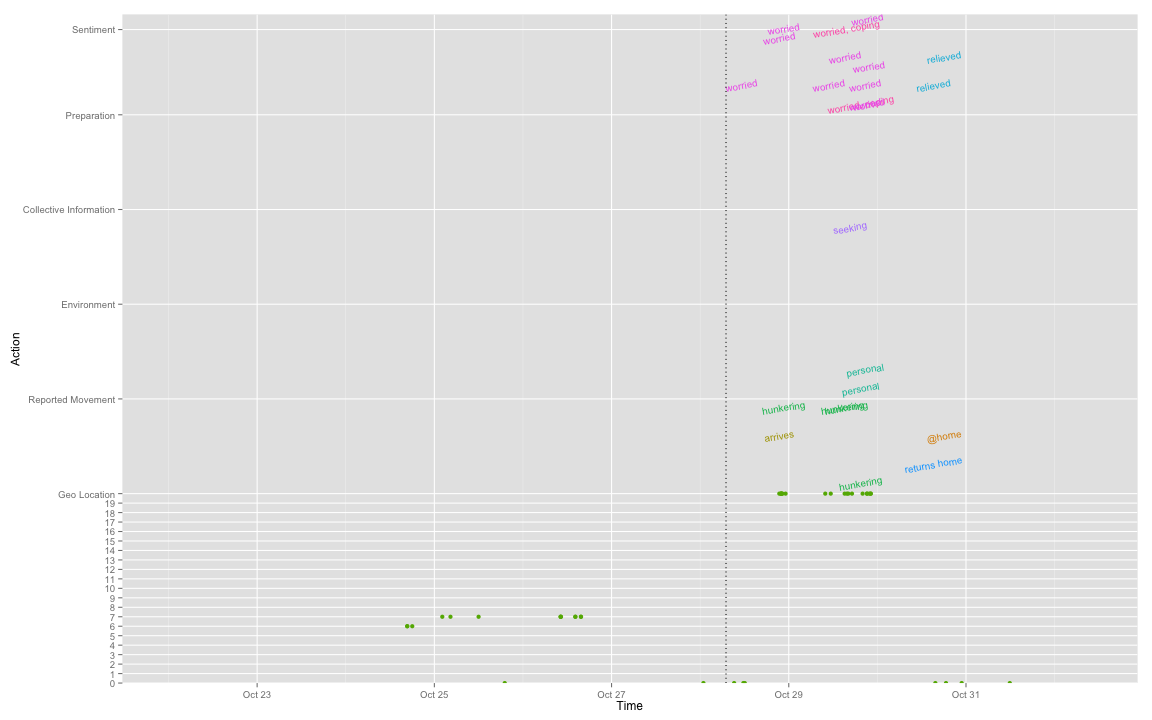 Sentiment
worried
worried
worried, coping
worried
worried
relieved
worried
worried
worried
worried
relieved
Preparation
Collective Information
seeking
Environment
personal
personal
Reported Movement
hunkering
hunkering
arrives
@home
returns home
hunkering
Geo Location
19
18
17
16
15
14
13
12
11
10
9
8
7
6
5
4
3
2
1
0
Action
Oct 23 Oct 25 Oct 27 Oct 29 Oct 31
Time